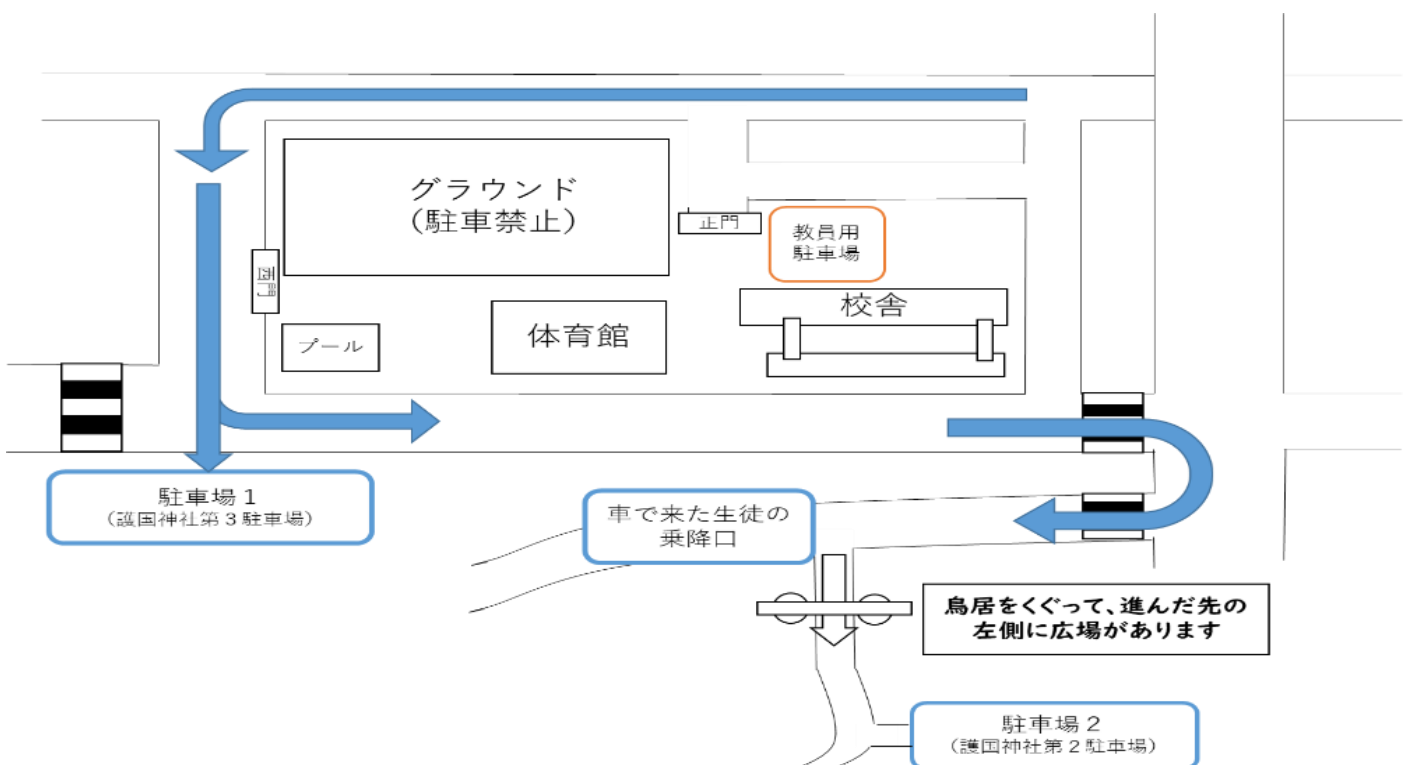 グラウンド
(駐車禁止)
正門
教員用
駐車場
西門
校舎
体育館
プール
駐車場１
(護国神社第３駐車場)
車で来た生徒の
乗降口
鳥居をくぐって、進んだ先の
左側に広場があります
駐車場２
(護国神社第２駐車場)